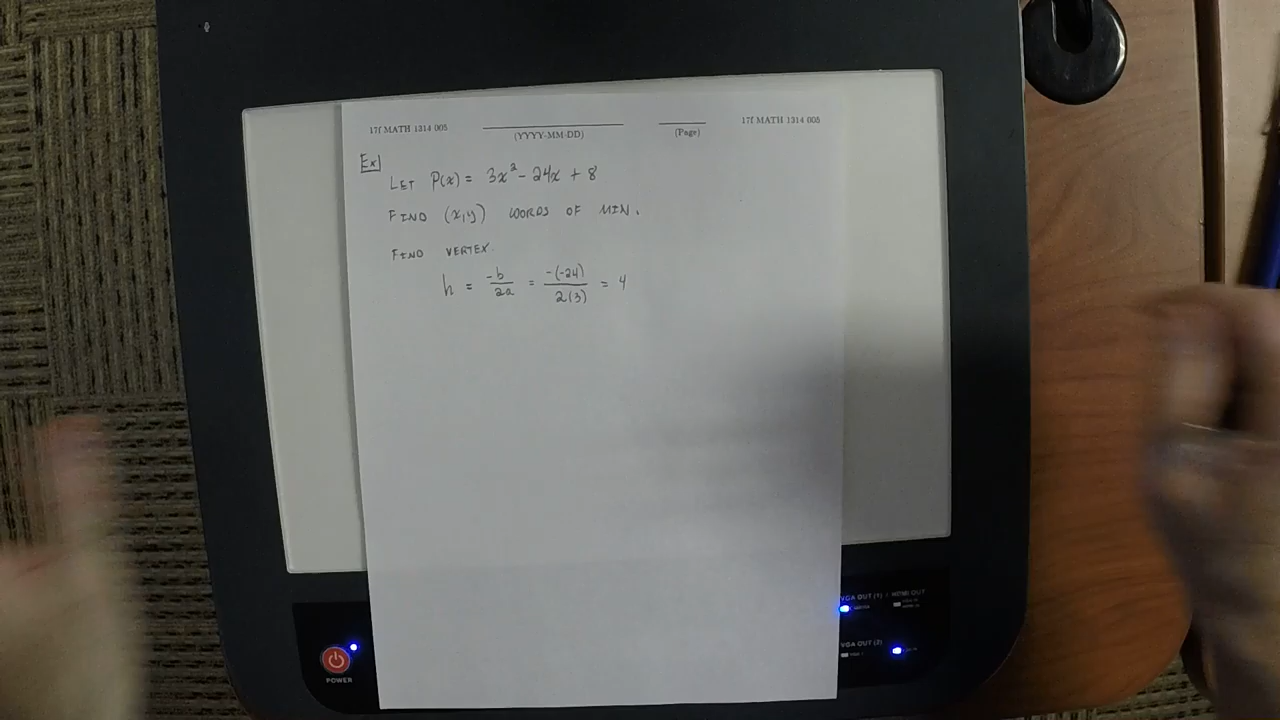 17f MATH 1314 005
(YYYY-MM-DD)
(Page)
17f MATH 1314 005
Ex
LET P(x) = 3x² - 24x + 8
FIND (x,y) COORDS OF MIN.
FIND VERTEX.
h = -b/2a = -(-24)/2(3) = 4
VGA OUT (1) /
OUT
VGA OUT (2)
POWER